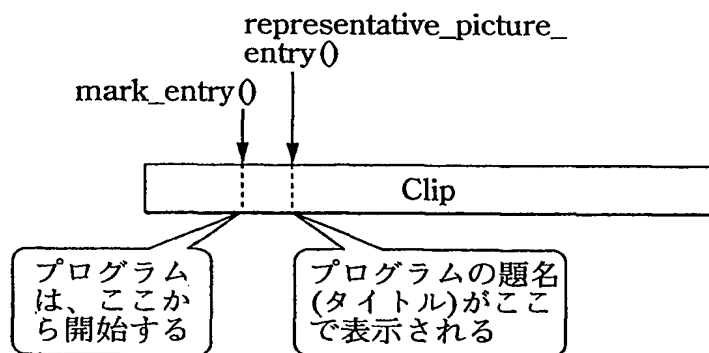 representative_picture_
entry()
mark_entry()
Clip
プログラム
は、ここか
ら開始する
プログラムの題名
(タイトル)がここ
で表示される